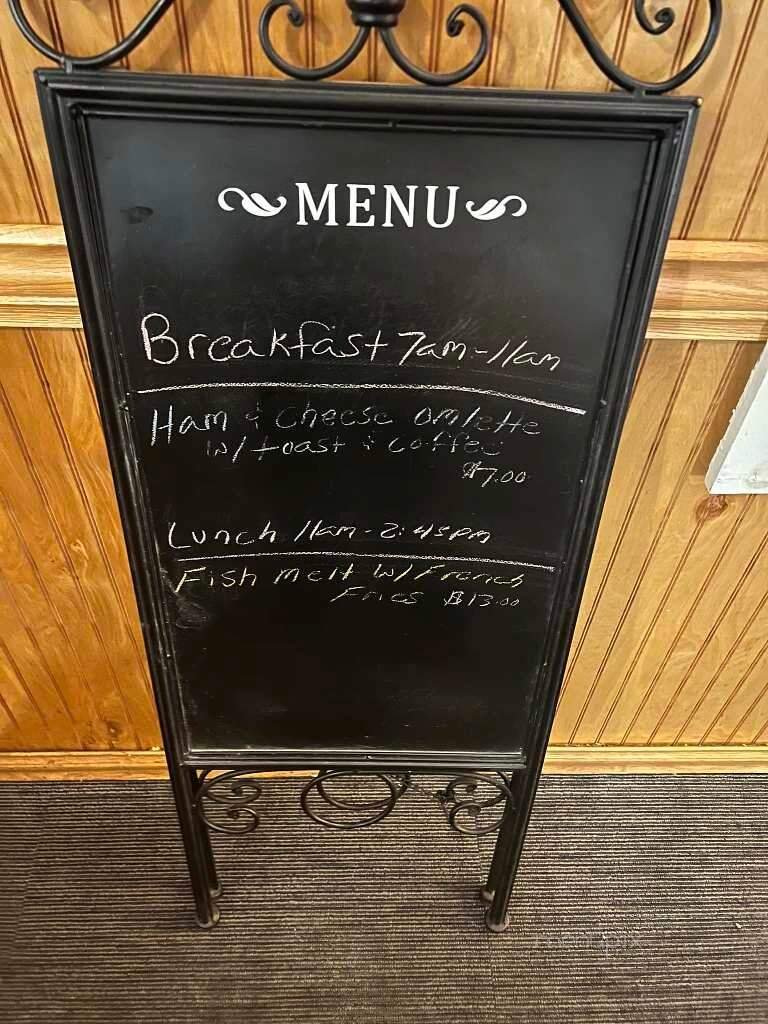 MENU
Breakfast 7am-11am
Ham & Cheese omlette
w/ toast & coffee
$7.00
Lunch 11am-2:45pm
Fish melt w/ French
Fries $13.00